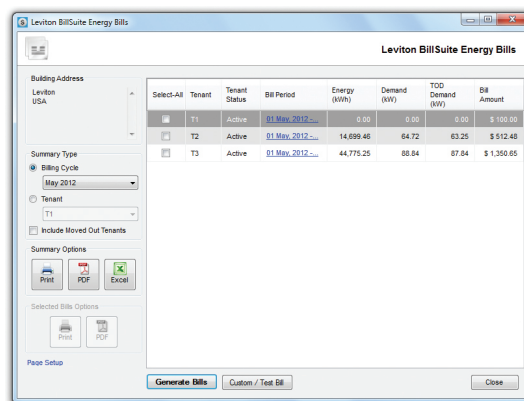 Leviton BillSuite Energy Bills
Leviton BillSuite Energy Bills
Building Address
Leviton
USA
Select-All Tenant Tenant Status Bill Period Energy (kWh) Demand (kW) TOD Demand (kW) Bill Amount
T1 Active 01 May, 2012 -... 0.00 0.00 0.00 $ 100.00
T2 Active 01 May, 2012 -... 14,699.46 64.72 63.25 $ 512.48
T3 Active 01 May, 2012 -... 44,775.25 88.84 87.84 $ 1,350.65
Summary Type
Billing Cycle
May 2012
Tenant
T1
Include Moved Out Tenants
Summary Options
Print PDF Excel
Selected Bills Options
Print PDF
Page Setup
Generate Bills Custom / Test Bill Close